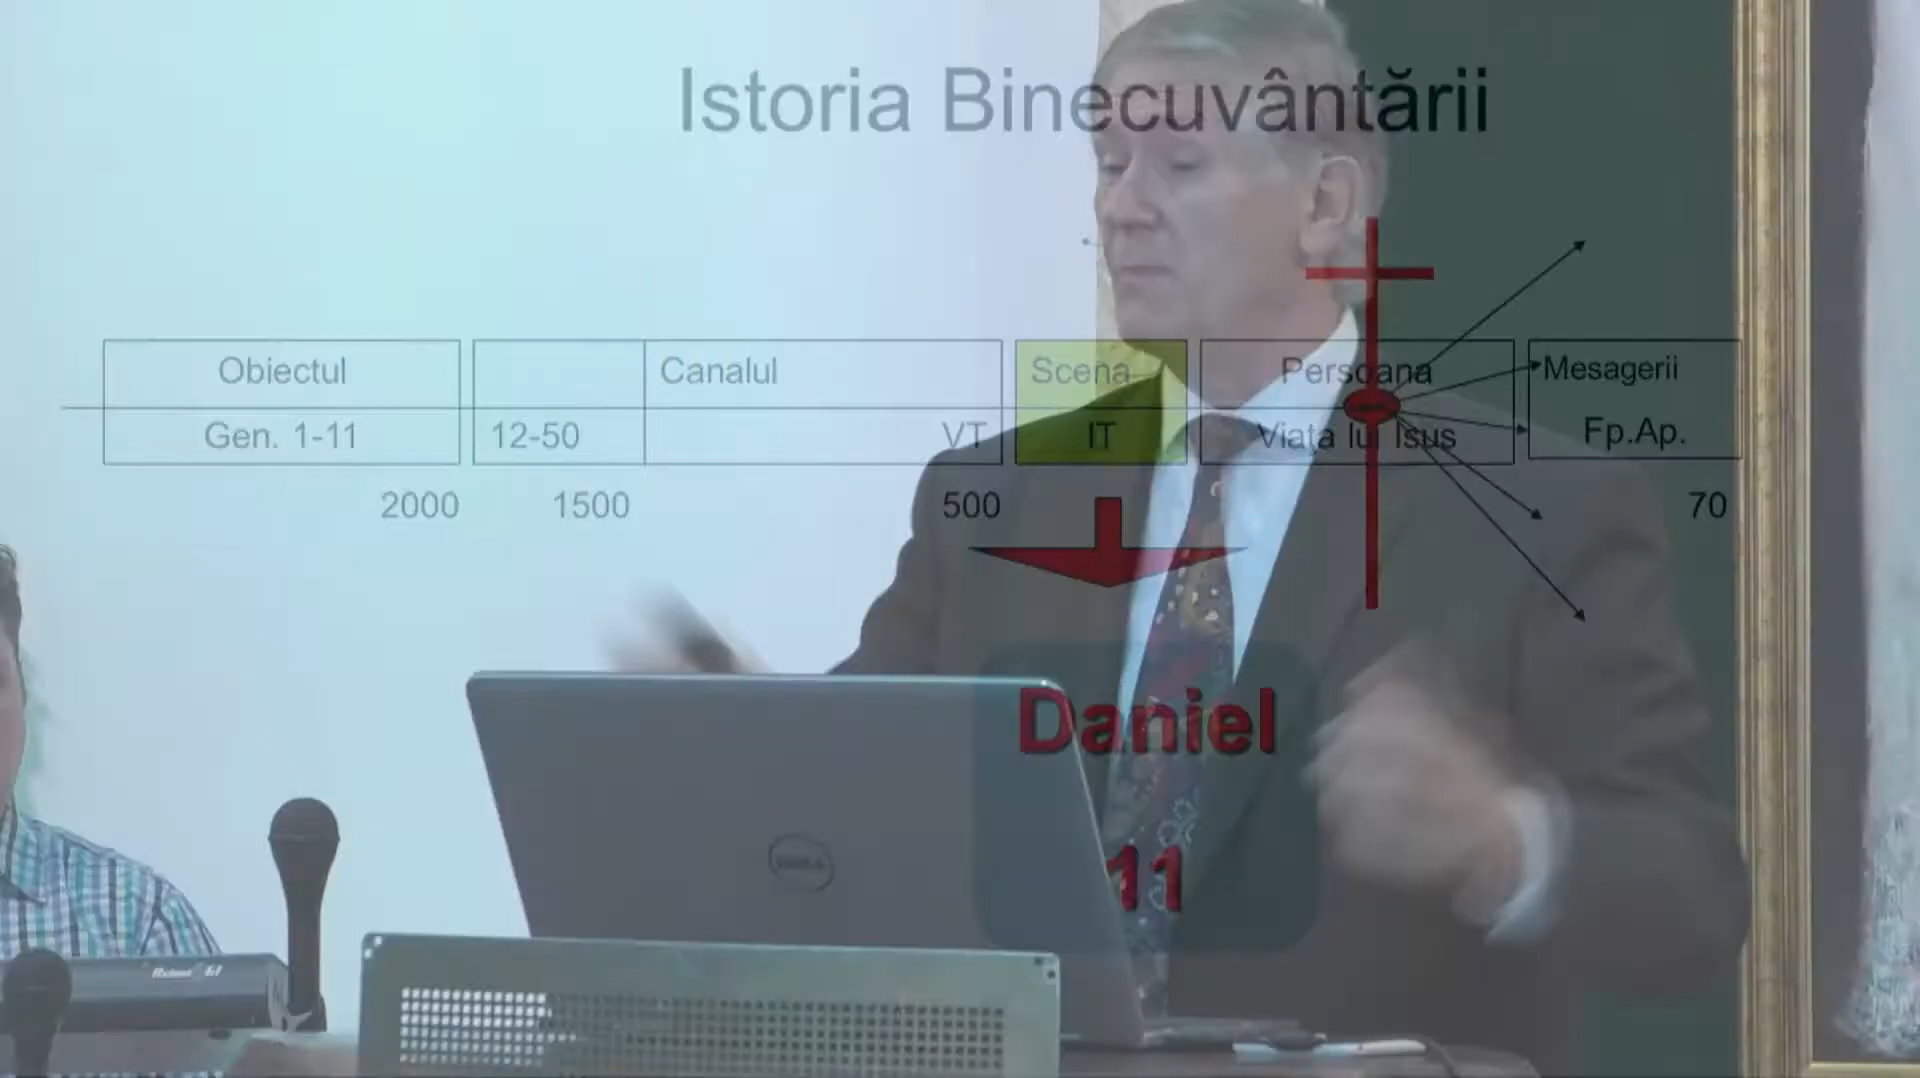 Istoria Binecuvântării
Obiectul Canalul Scena Persoana Mesagerii
Gen. 1-11 12-50 VT IT Viața lui Isus Fp.Ap.
2000 1500 500 70
Daniel
11
DELL